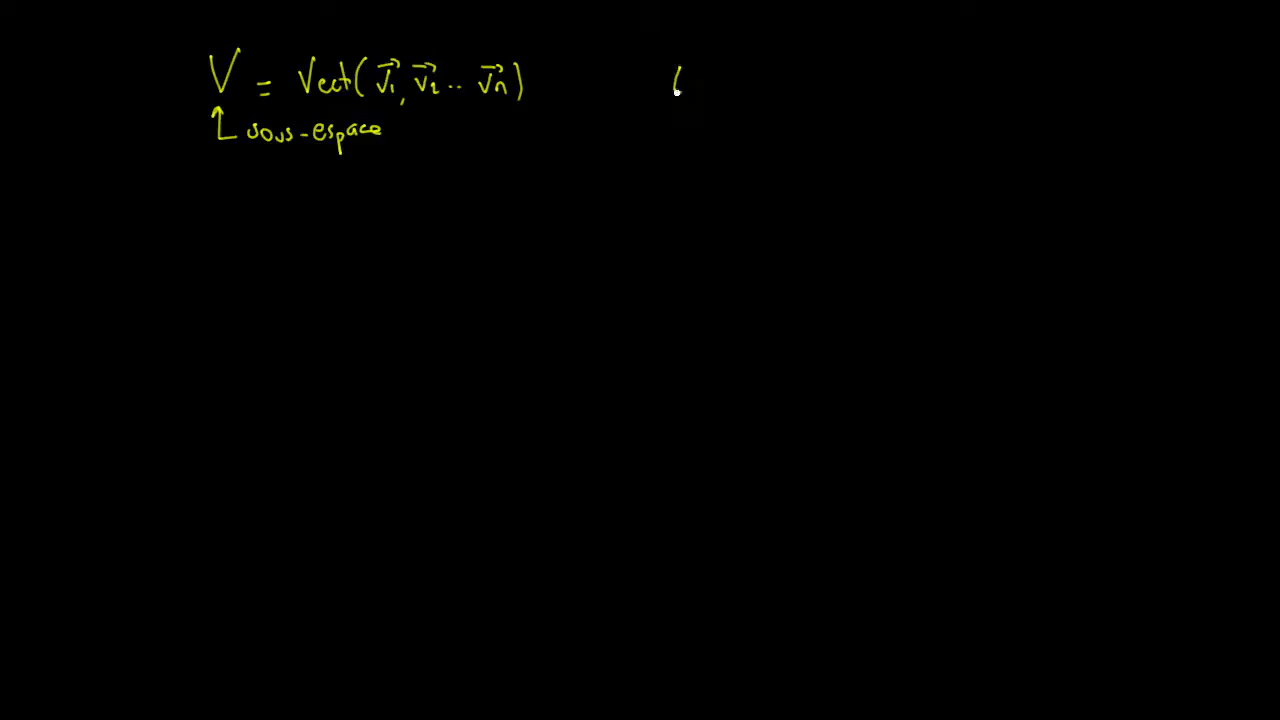 V = Vect(v⃗1, v⃗2 .. v⃗n) (
sous-espace